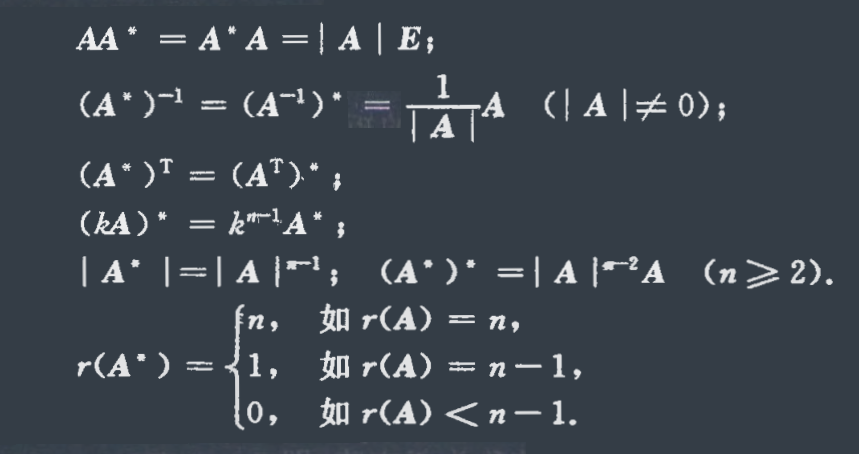 AA* = A*A = | A | E;
(A*)⁻¹ = (A⁻¹)* = 1/| A | A (| A | ≠ 0);
(A*)ᵀ = (Aᵀ)*;
(kA)* = kⁿ⁻¹A*;
| A* | = | A |ⁿ⁻¹; (A*)* = | A |ⁿ⁻²A (n ≥ 2).
r(A*) = { n, 如 r(A) = n,
1, 如 r(A) = n − 1,
0, 如 r(A) < n − 1.